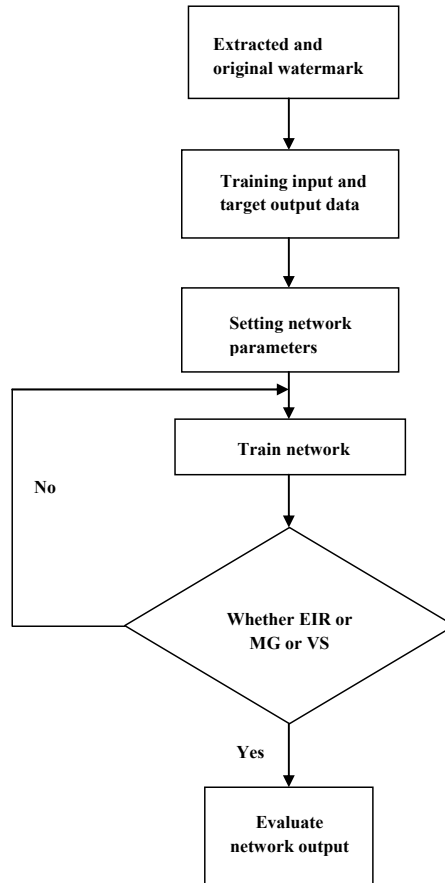 Extracted and
original watermark
Training input and
target output data
Setting network
parameters
Train network
No
Whether EIR or
MG or VS
Yes
Evaluate
network output